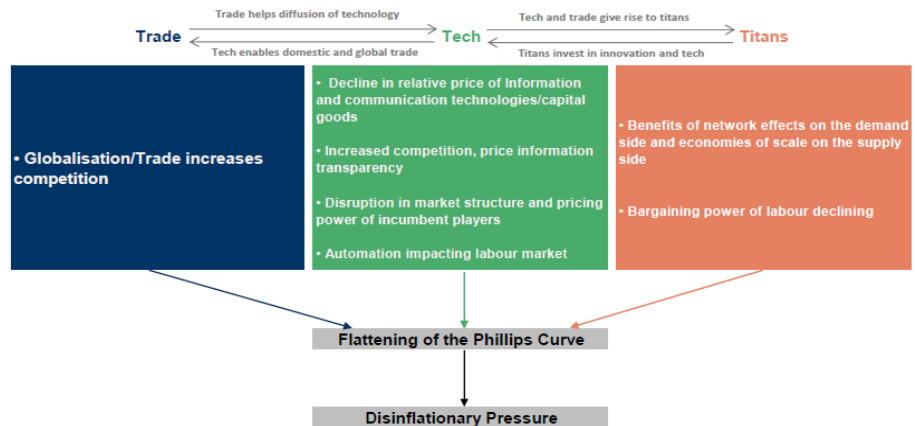 Trade helps diffusion of technology
Tech and trade give rise to titans
Trade
Tech
Titans
Tech enables domestic and global trade
Titans invest in innovation and tech
• Globalisation/Trade increases
competition
• Decline in relative price of Information
and communication technologies/capital
goods
• Increased competition, price information
transparency
• Disruption in market structure and pricing
power of incumbent players
• Automation impacting labour market
• Benefits of network effects on the demand
side and economies of scale on the supply
side
• Bargaining power of labour declining
Flattening of the Phillips Curve
Disinflationary Pressure